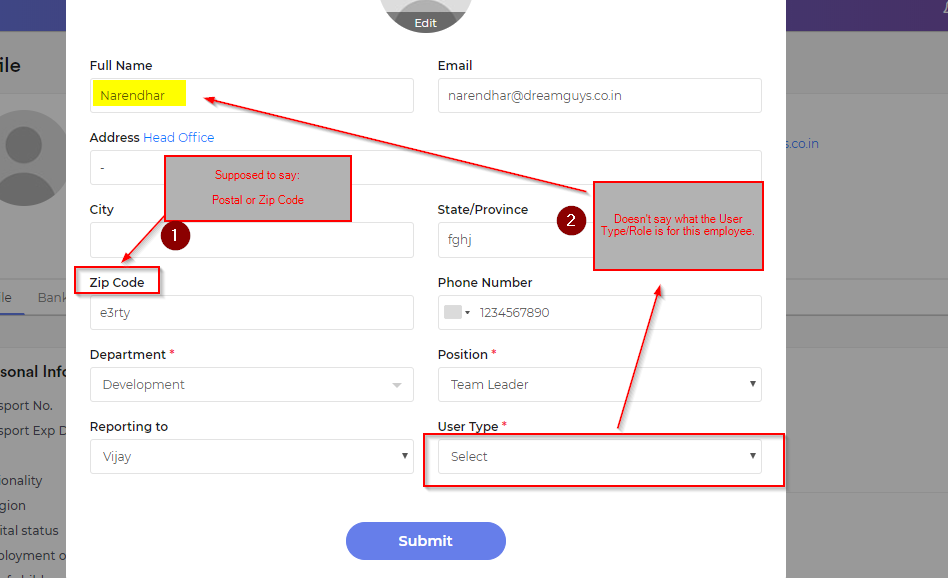 Edit
ile
Full Name
Email
Narendhar
narendhar@dreamguys.co.in
Address Head Office
s.co.in
-
Supposed to say:
Postal or Zip Code
City
State/Province
2
Doesn't say what the User
Type/Role is for this employee.
1
fghj
Zip Code
Phone Number
le
Bank
e3rty
1234567890
Department *
Position *
sonal Info
Development
Team Leader
sport No.
Reporting to
User Type *
sport Exp D
Vijay
Select
onality
gion
ital status
Submit
ployment o